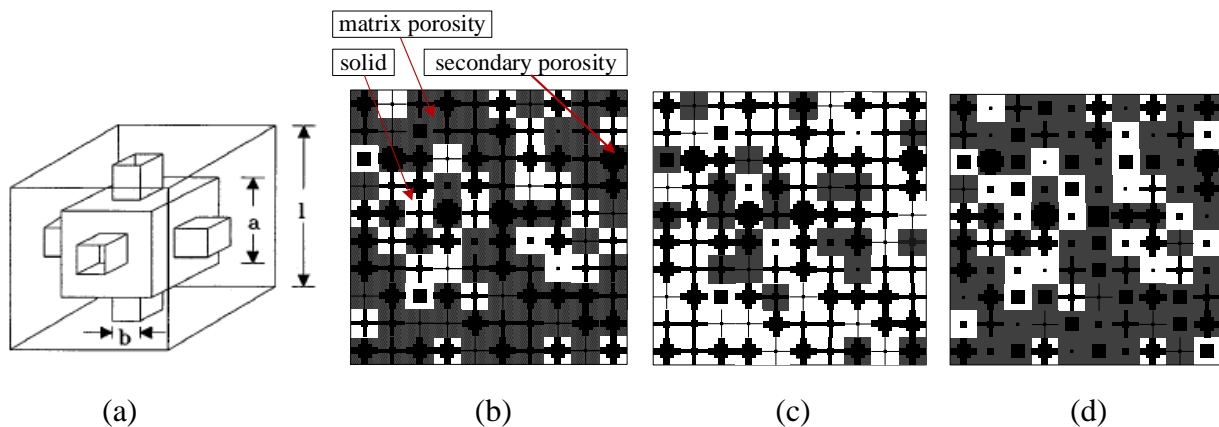 matrix porosity
solid
secondary porosity
a
l
b
(a)
(b)
(c)
(d)